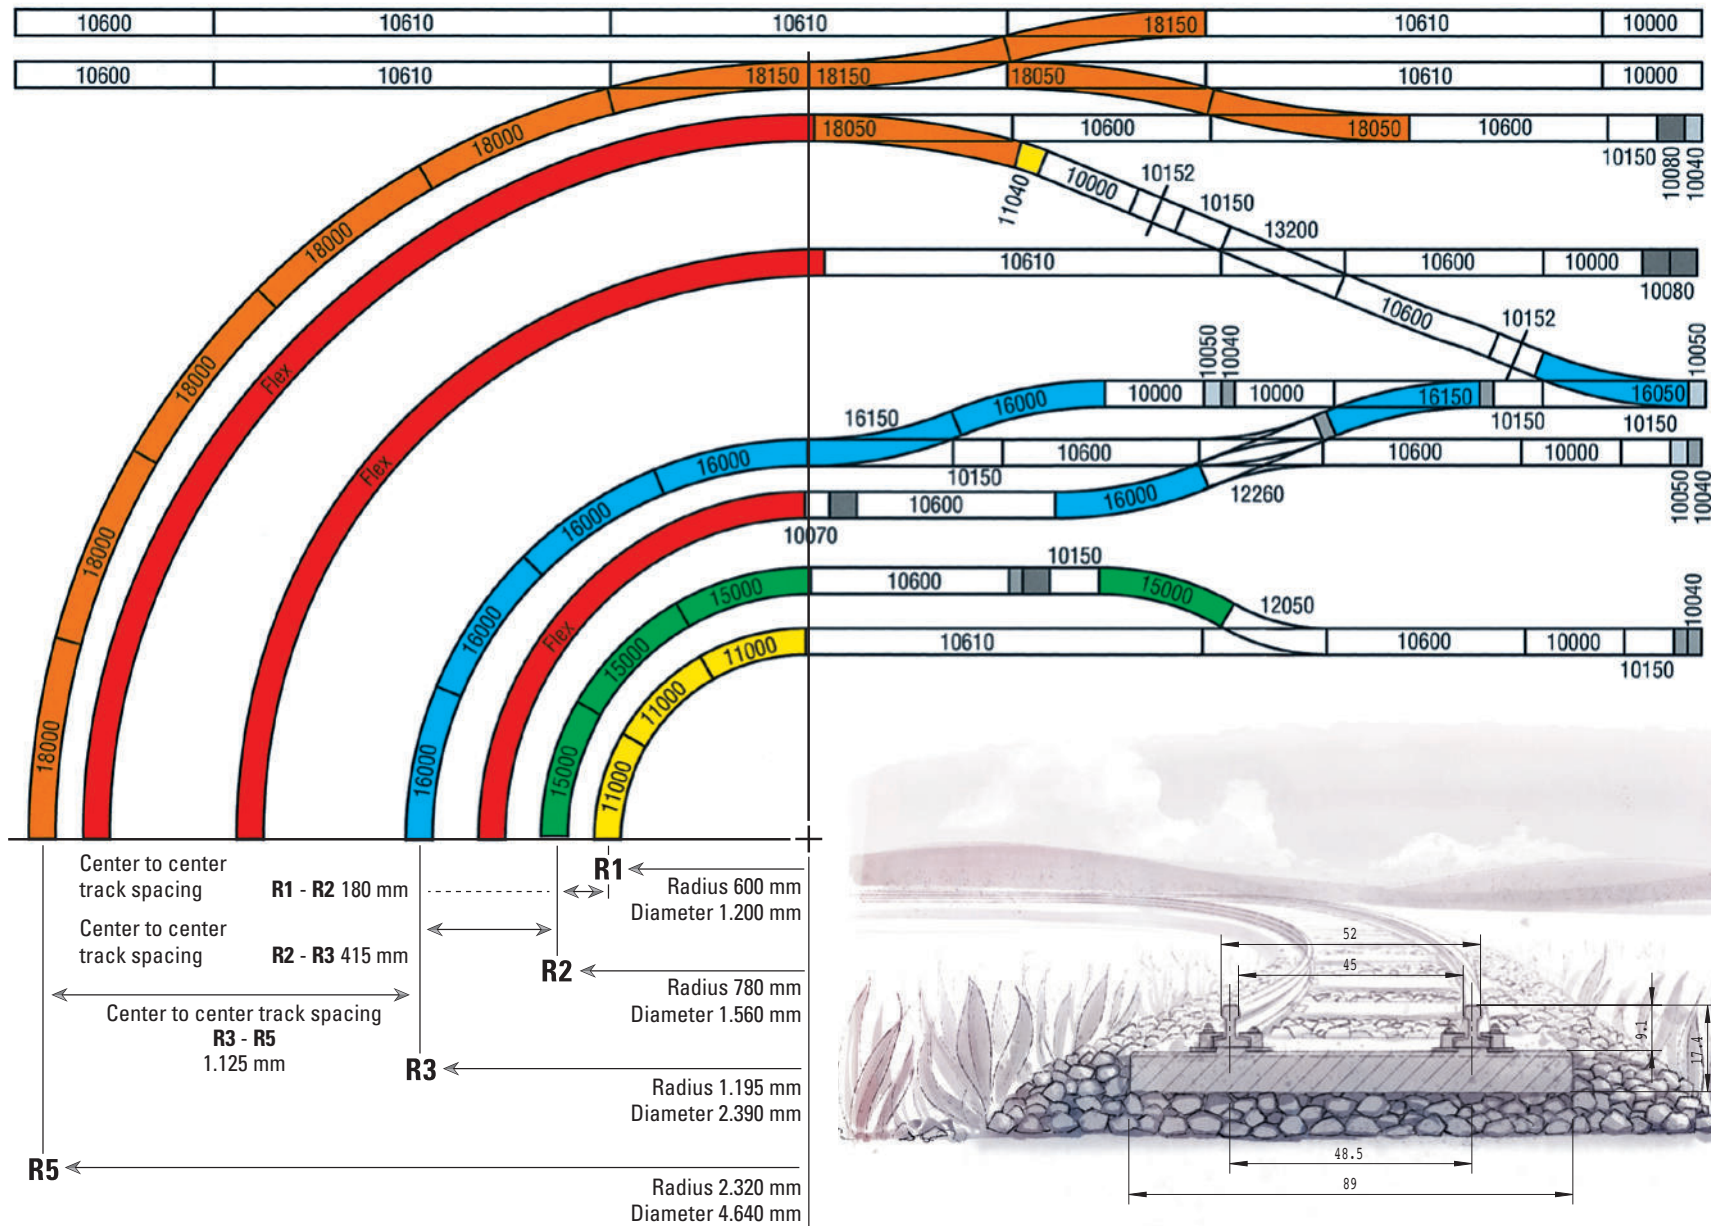 10600 10610 10610 18150 10610 10000
10600 10610 18150 18150 18050 10610 10000
18000 18050 10600 18050 10600
10150 10080 10040
11040 10000 10152 10150 13200
18000 10610 10600 10000
10080
10600 10152
18000 Flex
10050 10040 10050
16150 16000 10000 10000 16150 16050
10150 10150
Flex 16000 10600 10600 10000
10150 10050 10040
16000 10600 16000 12260
10070
18000 10150
16000 15000 10600 15000 12050 10040
Flex 15000 11000 10610 10600 10000
10150
11000
18000 16000 15000 11000
Center to center
track spacing R1 - R2 180 mm
R1
Radius 600 mm
Diameter 1.200 mm
Center to center
track spacing R2 - R3 415 mm
R2
Radius 780 mm
Diameter 1.560 mm
Center to center track spacing
R3 - R5
1.125 mm
R3
Radius 1.195 mm
Diameter 2.390 mm
R5
Radius 2.320 mm
Diameter 4.640 mm
52
45
9.1
17.4
48.5
89